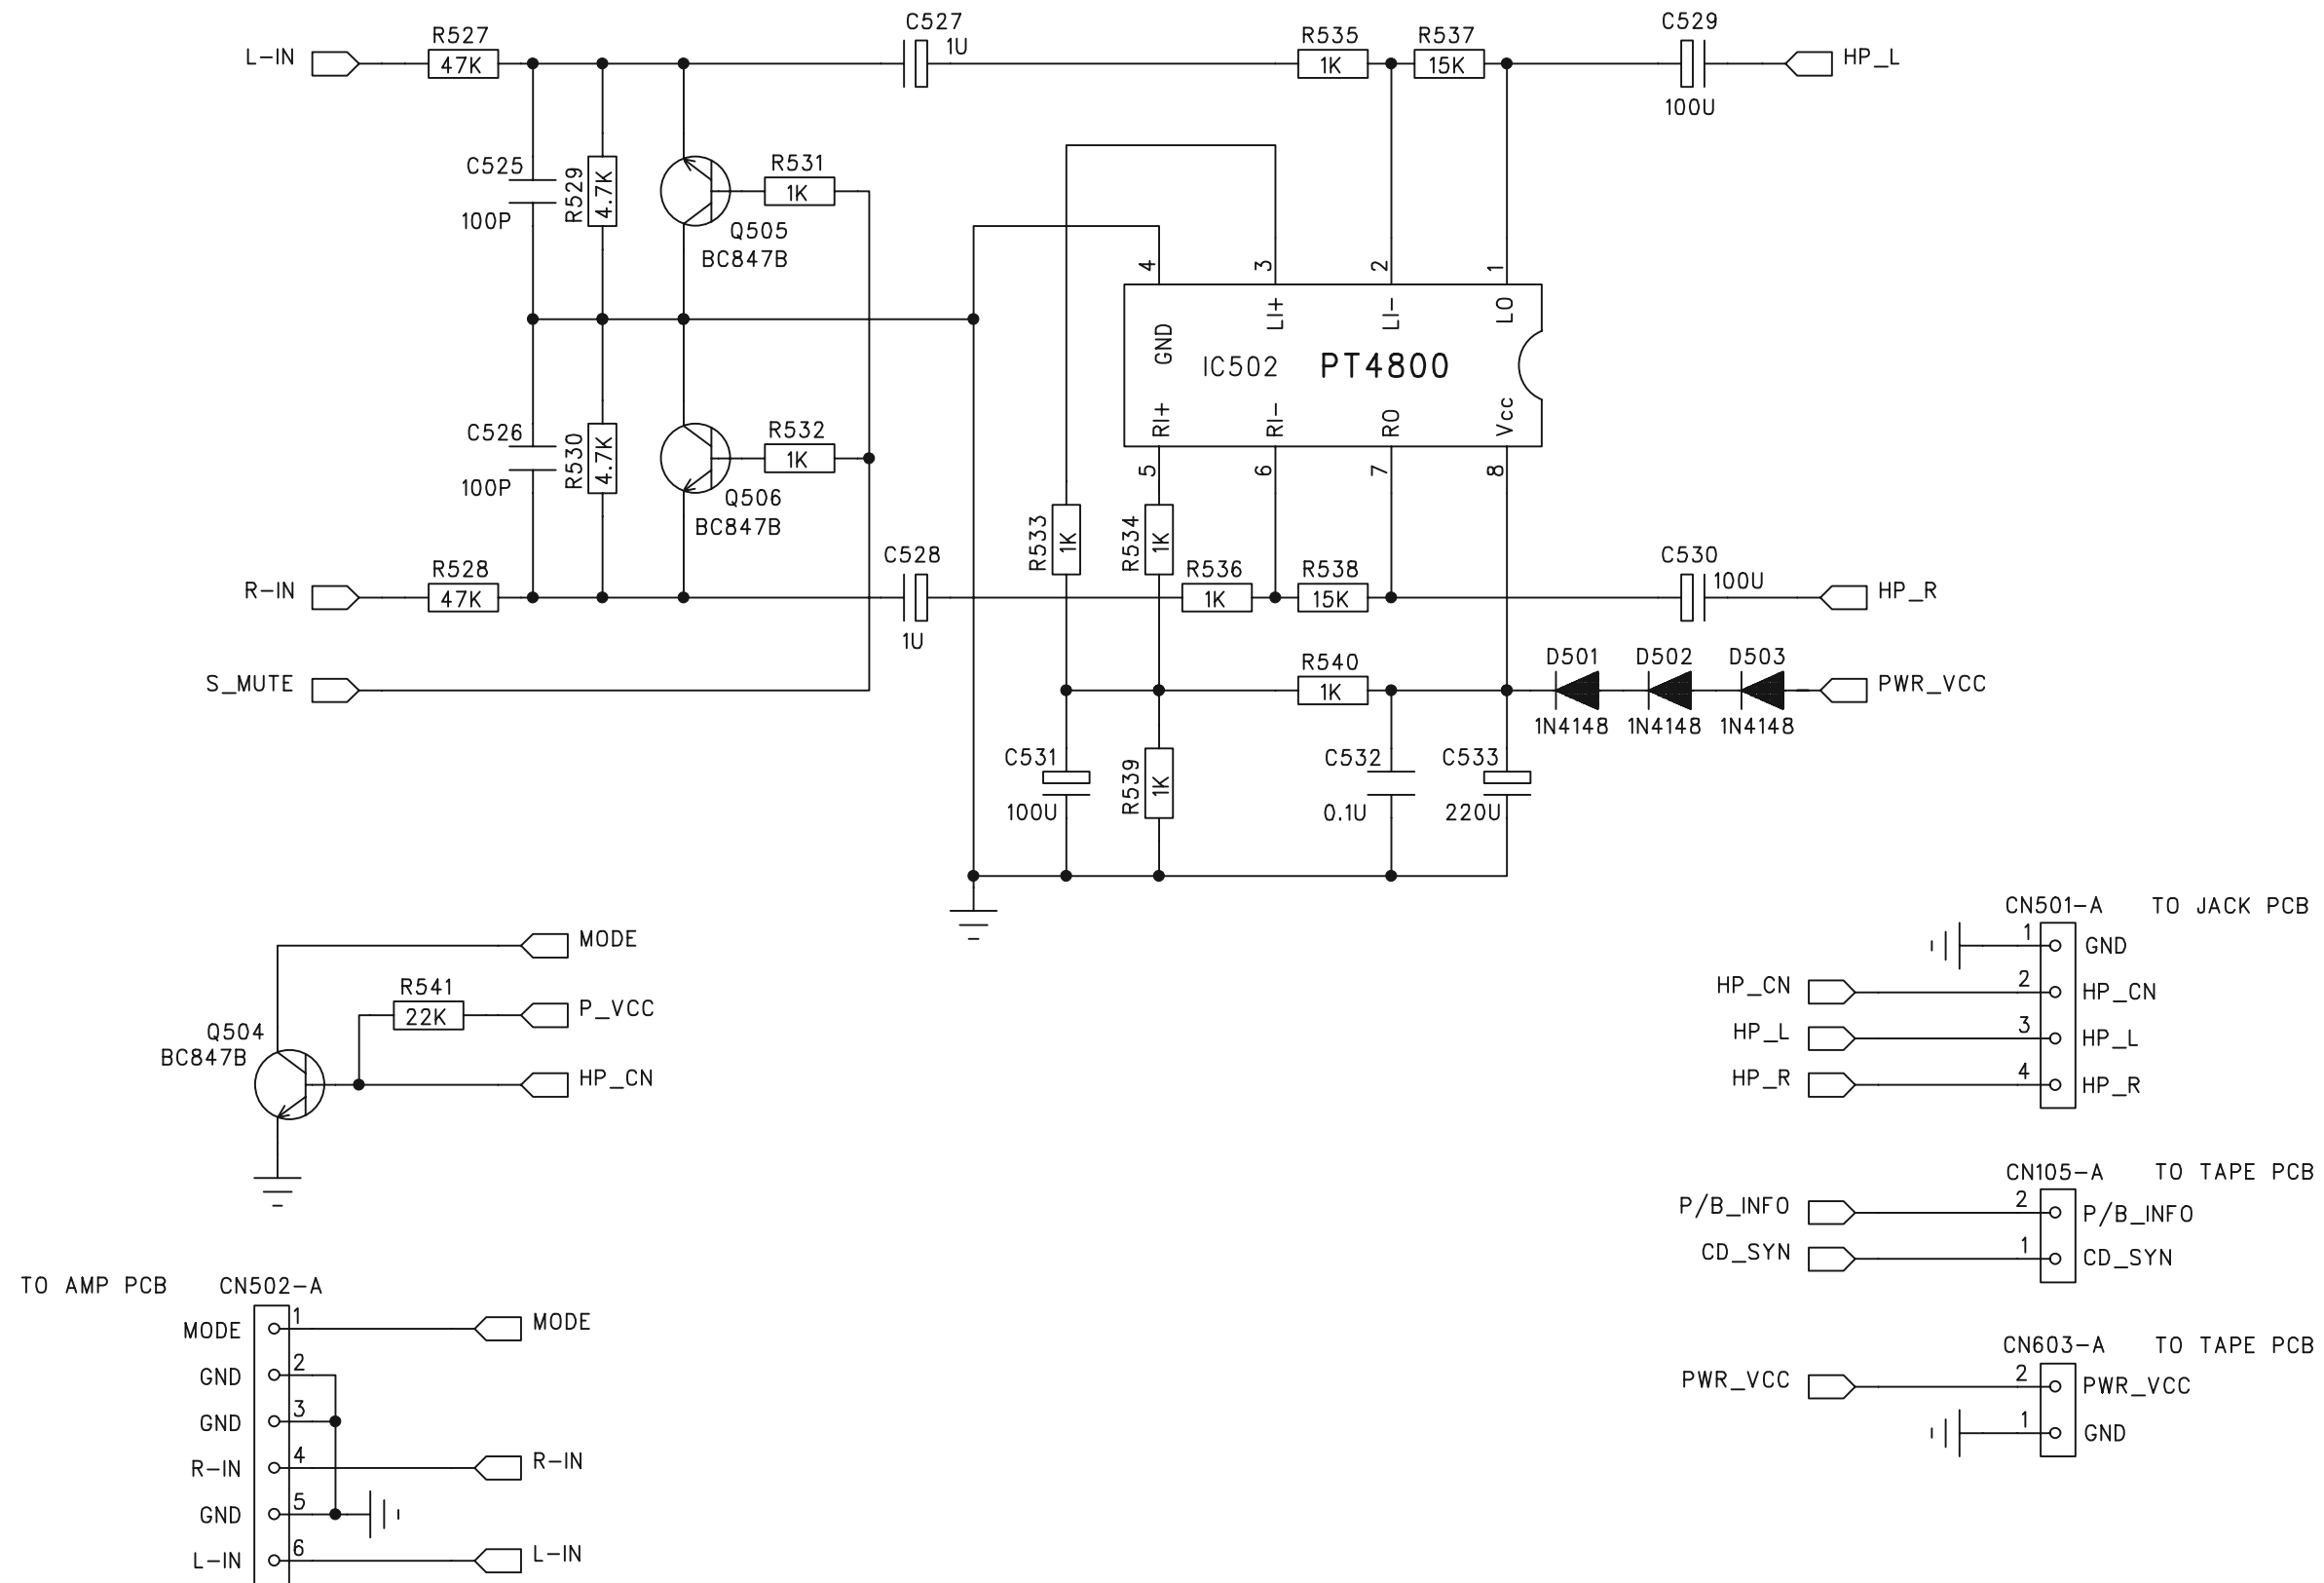 C527
C529
R527
1U
R535
R537
L-IN
47K
1K
15K
HP_L
100U
C525
R531
R529
4.7K
1K
100P
Q505
BC847B
4
3
2
1
GND
LI+
LI-
LO
IC502
PT4800
RI+
RI-
RO
Vcc
5
6
7
8
C526
R532
R530
4.7K
1K
100P
Q506
BC847B
R533
1K
R534
1K
C528
C530
R528
R536
R538
100U
R-IN
47K
1K
15K
HP_R
1U
R540
D501
D502
D503
S_MUTE
1K
PWR_VCC
1N4148
1N4148
1N4148
C531
R539
1K
C532
C533
100U
0.1U
220U
MODE
R541
22K
P_VCC
Q504
BC847B
HP_CN
CN501-A
TO JACK PCB
1
GND
HP_CN
2
HP_CN
HP_L
3
HP_L
HP_R
4
HP_R
CN105-A
TO TAPE PCB
P/B_INFO
2
P/B_INFO
CD_SYN
1
CD_SYN
TO AMP PCB
CN502-A
MODE
1
MODE
GND
2
GND
3
R-IN
4
R-IN
GND
5
L-IN
6
L-IN
CN603-A
TO TAPE PCB
PWR_VCC
2
PWR_VCC
1
GND